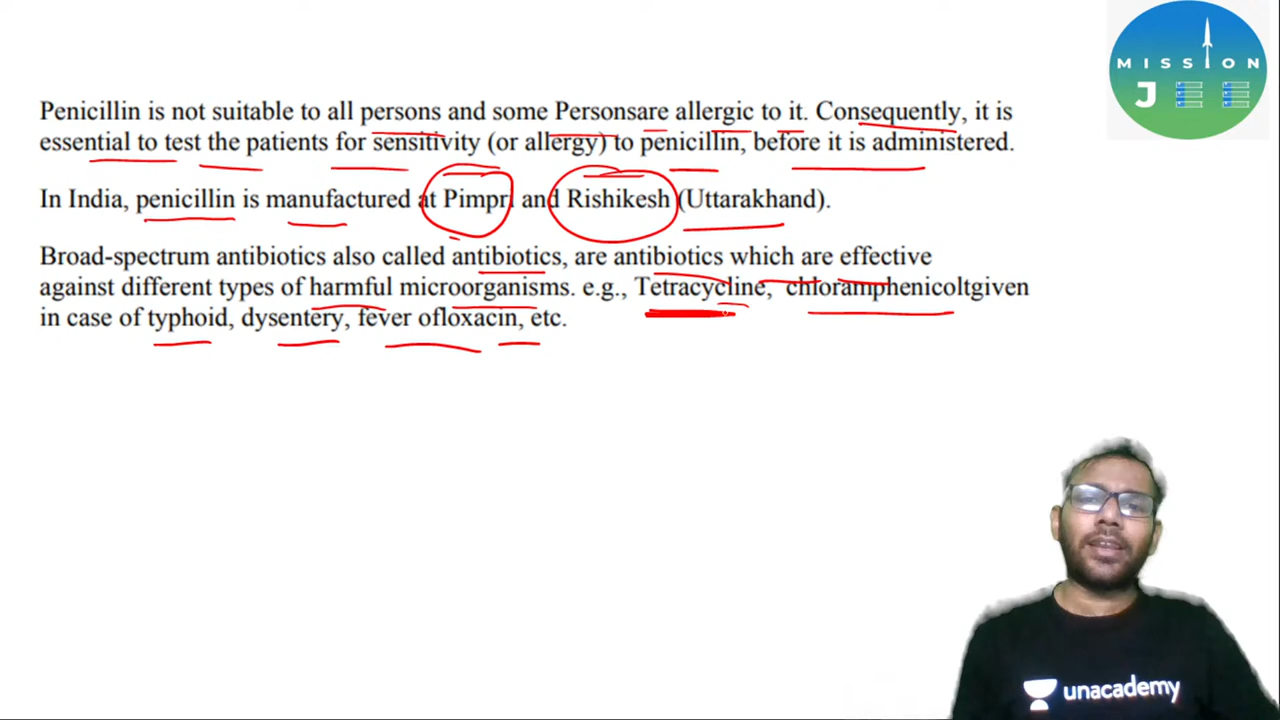 MISSION
JEE
Penicillin is not suitable to all persons and some Personsare allergic to it. Consequently, it is
essential to test the patients for sensitivity (or allergy) to penicillin, before it is administered.
In India, penicillin is manufactured at Pimpri and Rishikesh (Uttarakhand).
Broad-spectrum antibiotics also called antibiotics, are antibiotics which are effective
against different types of harmful microorganisms. e.g., Tetracycline, chloramphenicoltgiven
in case of typhoid, dysentery, fever ofloxacin, etc.
unacademy